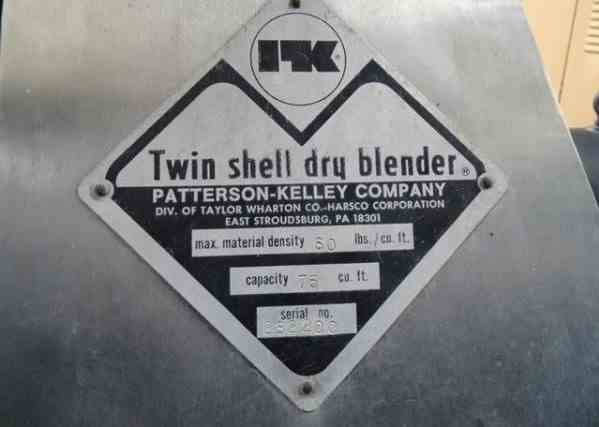 PK
Twin shell dry blender®
PATTERSON-KELLEY COMPANY
DIV. OF TAYLOR WHARTON CO.-HARSCO CORPORATION
EAST STROUDSBURG, PA 18301
max. material density 60 lbs./cu. ft.
capacity 75 cu. ft.
serial no.